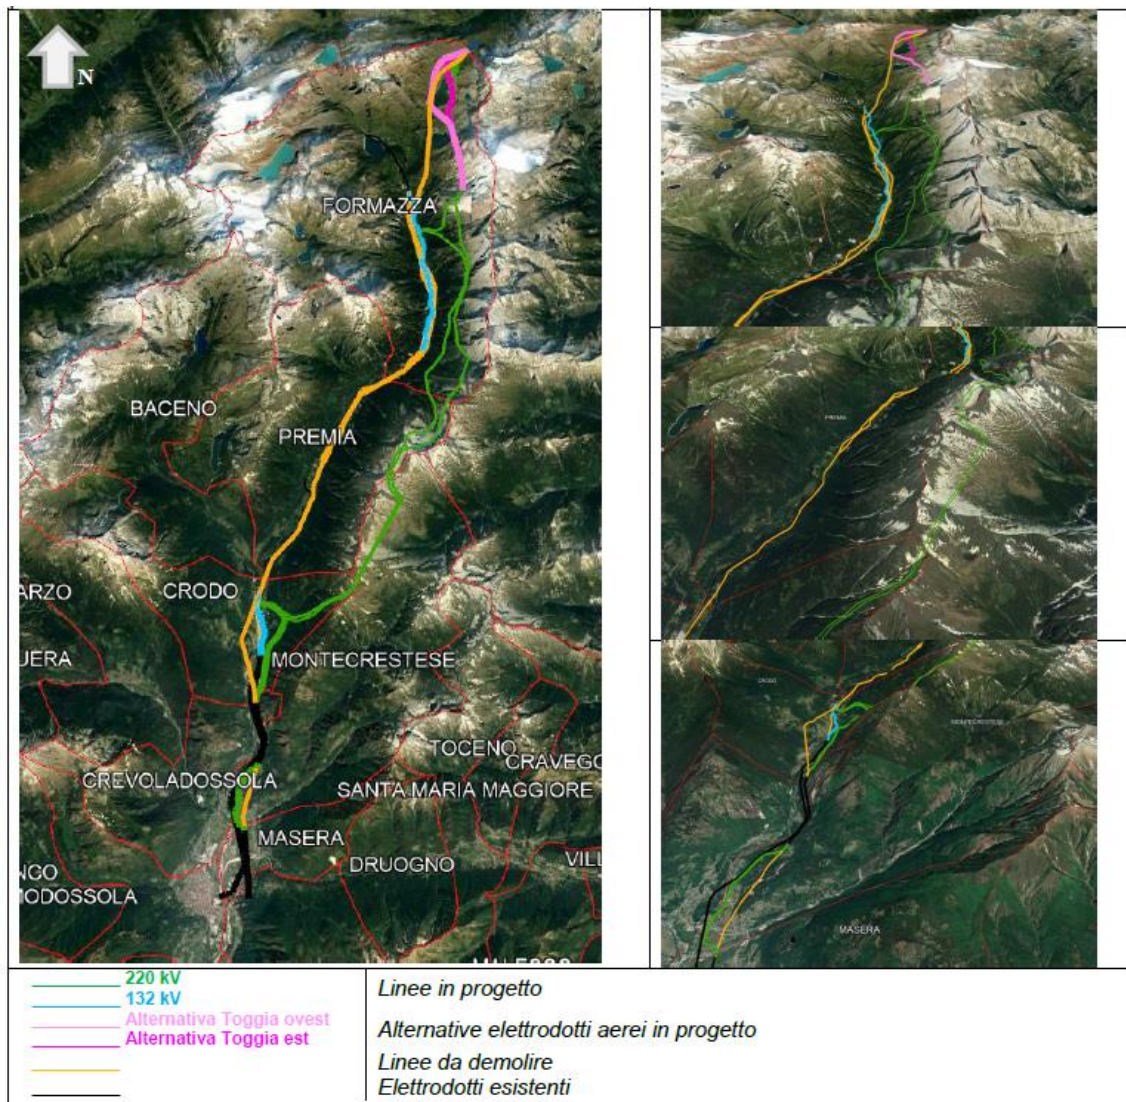 N
FORMAZZA
BACENO
PREMIA
CRODO
ARZO
UERA
MONTECRESTESE
TOCENO
CRAVEGG
CREVOLADOSSOLA
SANTA MARIA MAGGIORE
MASERA
DRUOGNO
VILL
NCO
MODOSSOLA
PREMIA
CRODO
MONTECRESTESE
MASERA
220 kV
132 kV
Linee in progetto
Alternativa Toggia ovest
Alternativa Toggia est
Alternative elettrodotti aerei in progetto
Linee da demolire
Elettrodotti esistenti